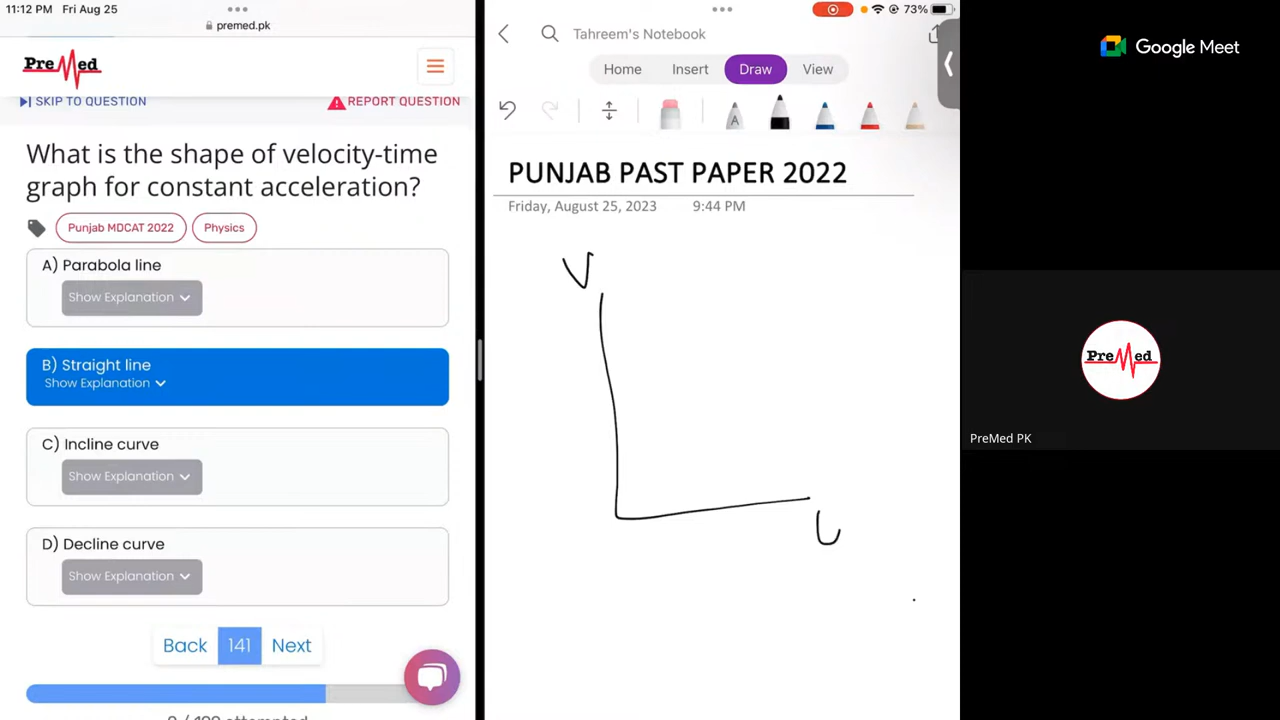 11:12 PM Fri Aug 25
premed.pk
PreMed
SKIP TO QUESTION
REPORT QUESTION
What is the shape of velocity-time
graph for constant acceleration?
Punjab MDCAT 2022
Physics
A) Parabola line
Show Explanation
B) Straight line
Show Explanation
C) Incline curve
Show Explanation
D) Decline curve
Show Explanation
Back 141 Next
73%
Tahreem's Notebook
Home Insert Draw View
A
PUNJAB PAST PAPER 2022
Friday, August 25, 2023 9:44 PM
V
Google Meet
PreMed
PreMed PK